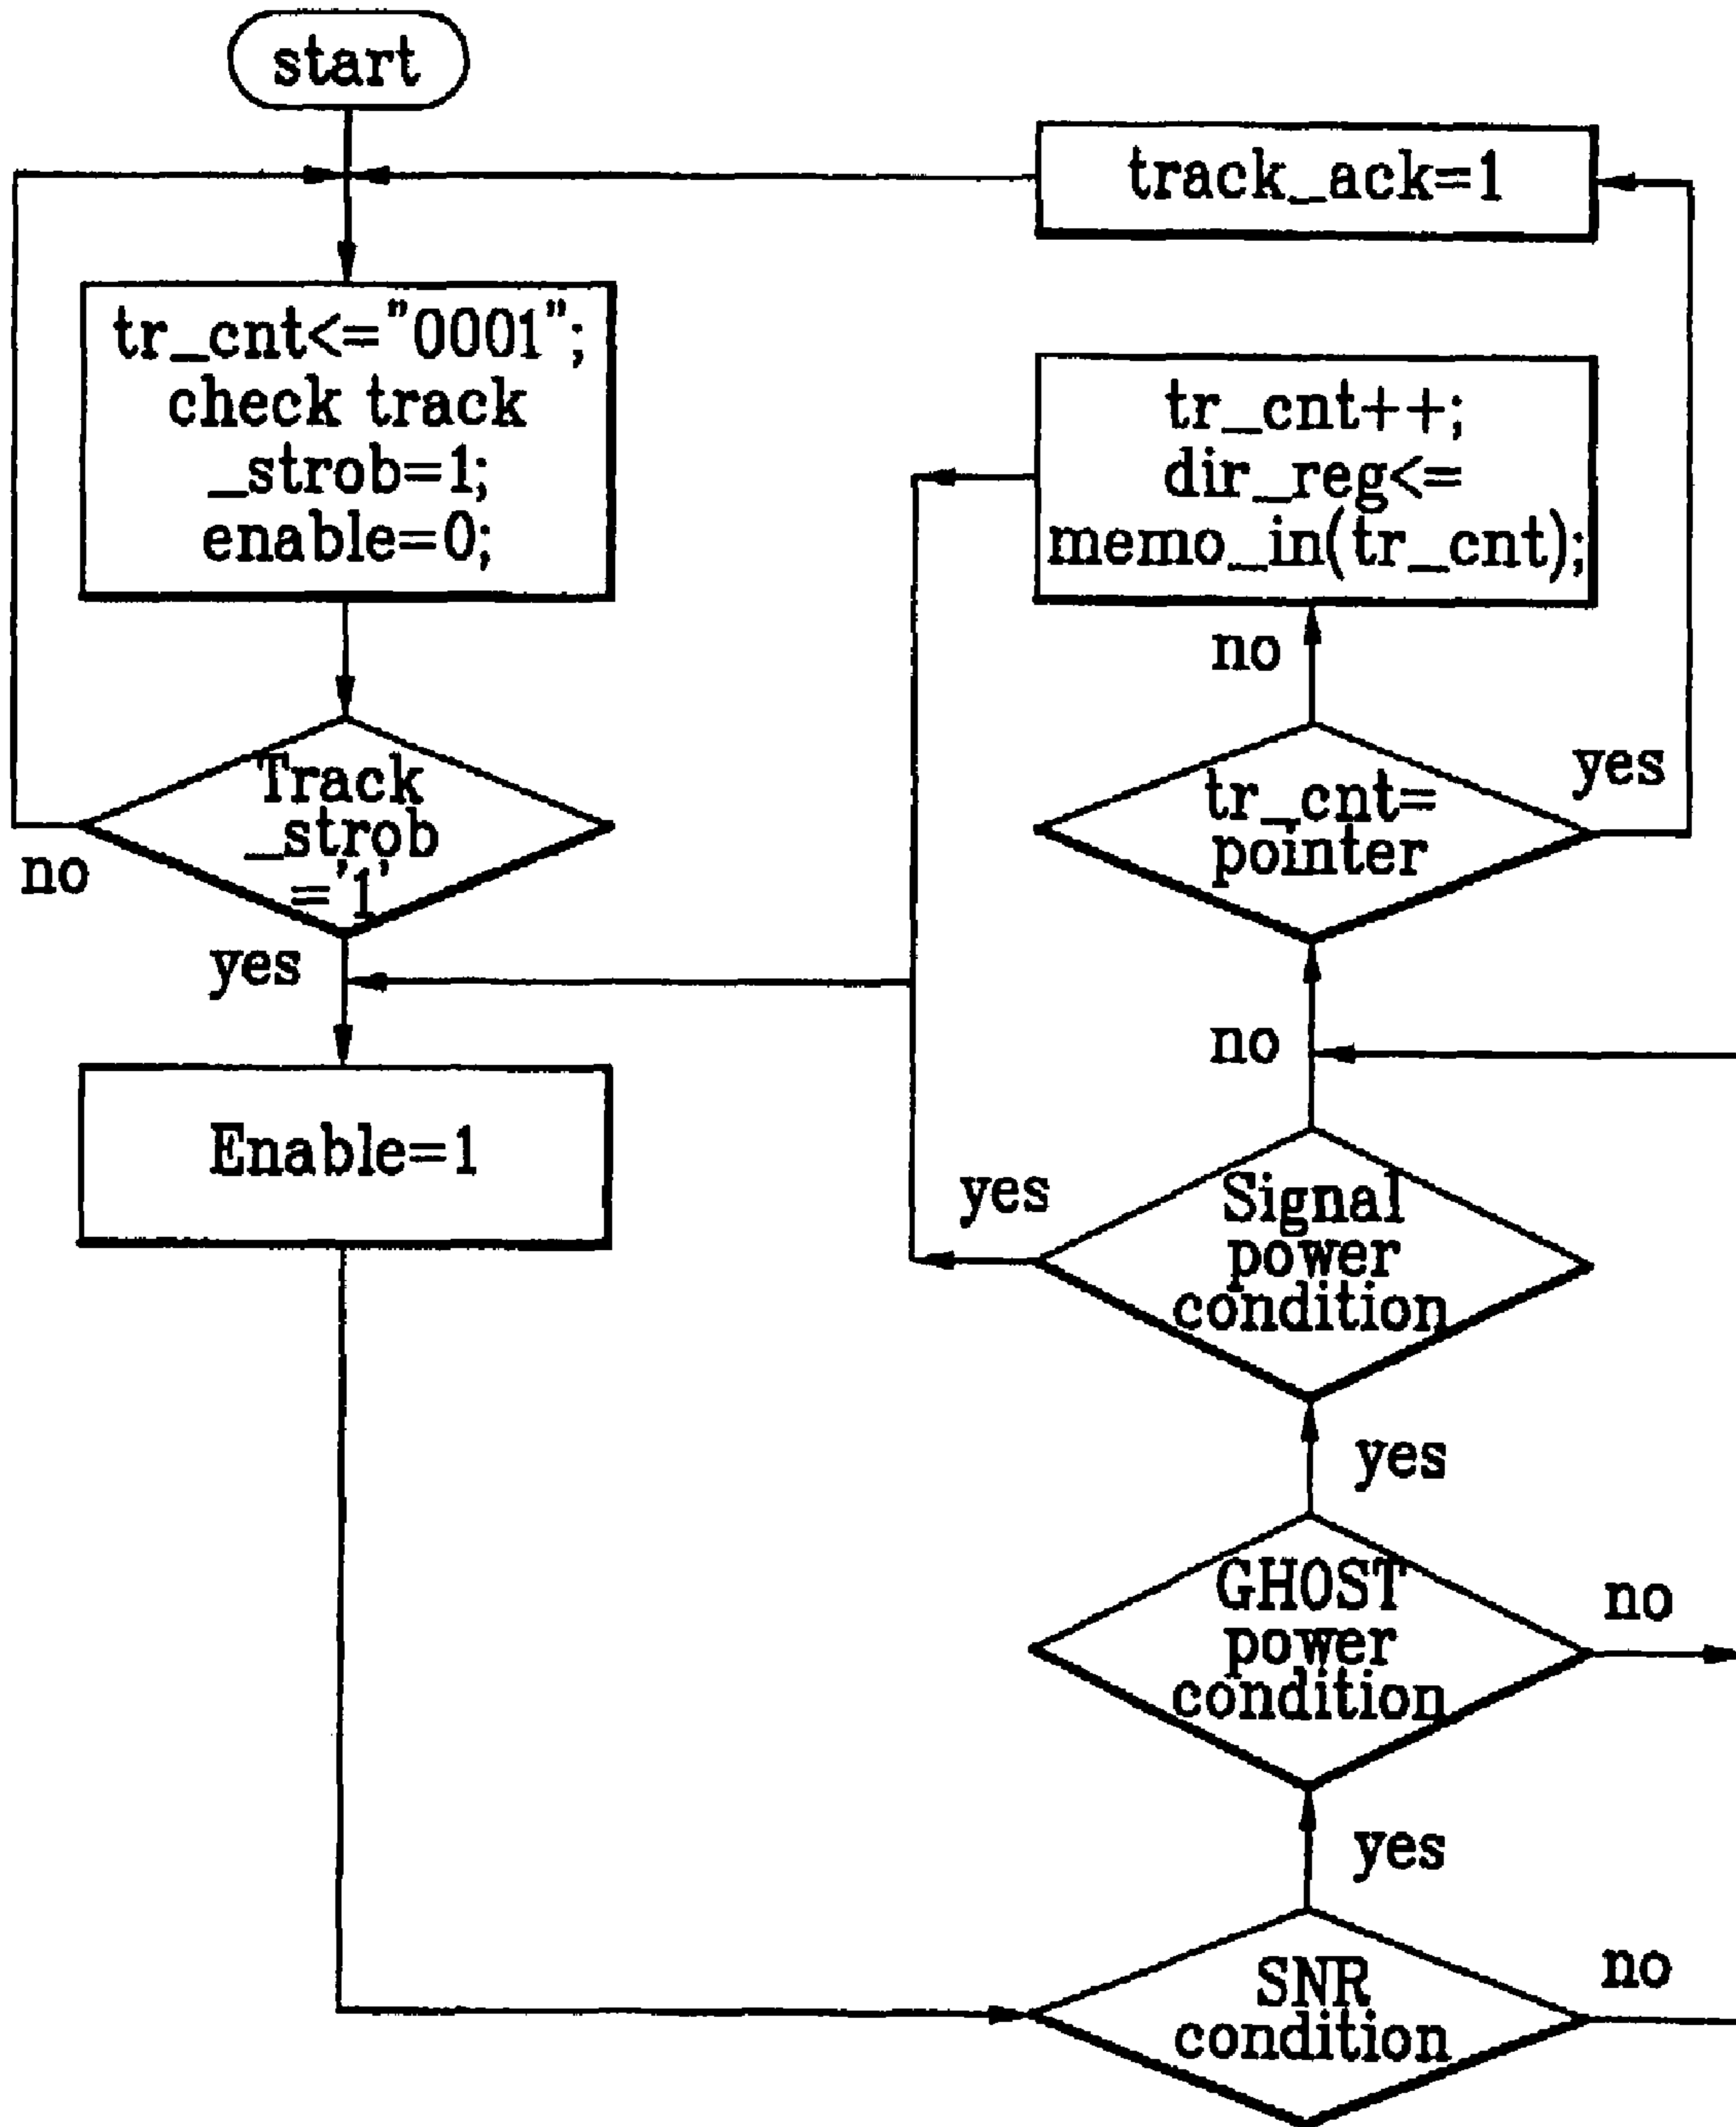 start
tr_cnt<="0001";
check track
_strob=1;
enable=0;
Track
_strob
='1'
no
yes
Enable=1
track_ack=1
tr_cnt++;
dir_reg<=
memo_in(tr_cnt);
no
tr_cnt=
pointer
yes
no
Signal
power
condition
yes
yes
GHOST
power
condition
no
yes
SNR
condition
no